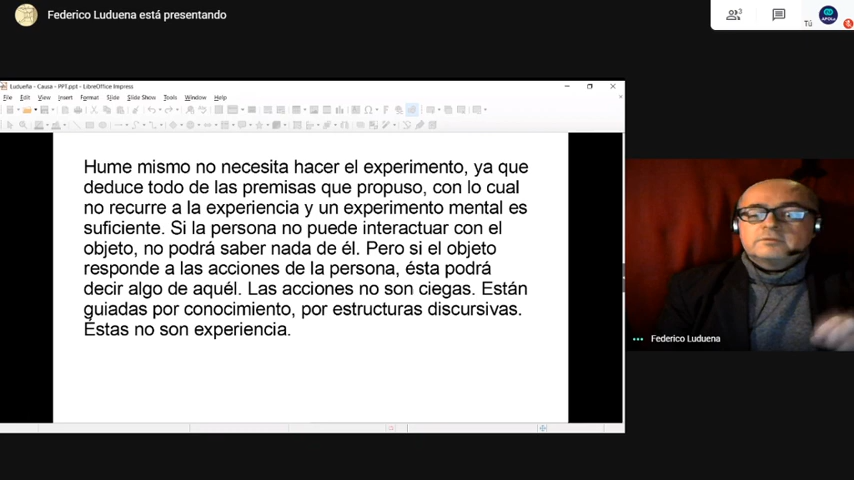 Federico Luduena está presentando
3
Tú
APOLa
Ludueña - Causa - PPT.ppt - LibreOffice Impress
File Edit View Insert Format Slide Slide Show Tools Window Help
Hume mismo no necesita hacer el experimento, ya que
deduce todo de las premisas que propuso, con lo cual
no recurre a la experiencia y un experimento mental es
suficiente. Si la persona no puede interactuar con el
objeto, no podrá saber nada de él. Pero si el objeto
responde a las acciones de la persona, ésta podrá
decir algo de aquél. Las acciones no son ciegas. Están
guiadas por conocimiento, por estructuras discursivas.
Éstas no son experiencia.
Federico Luduena